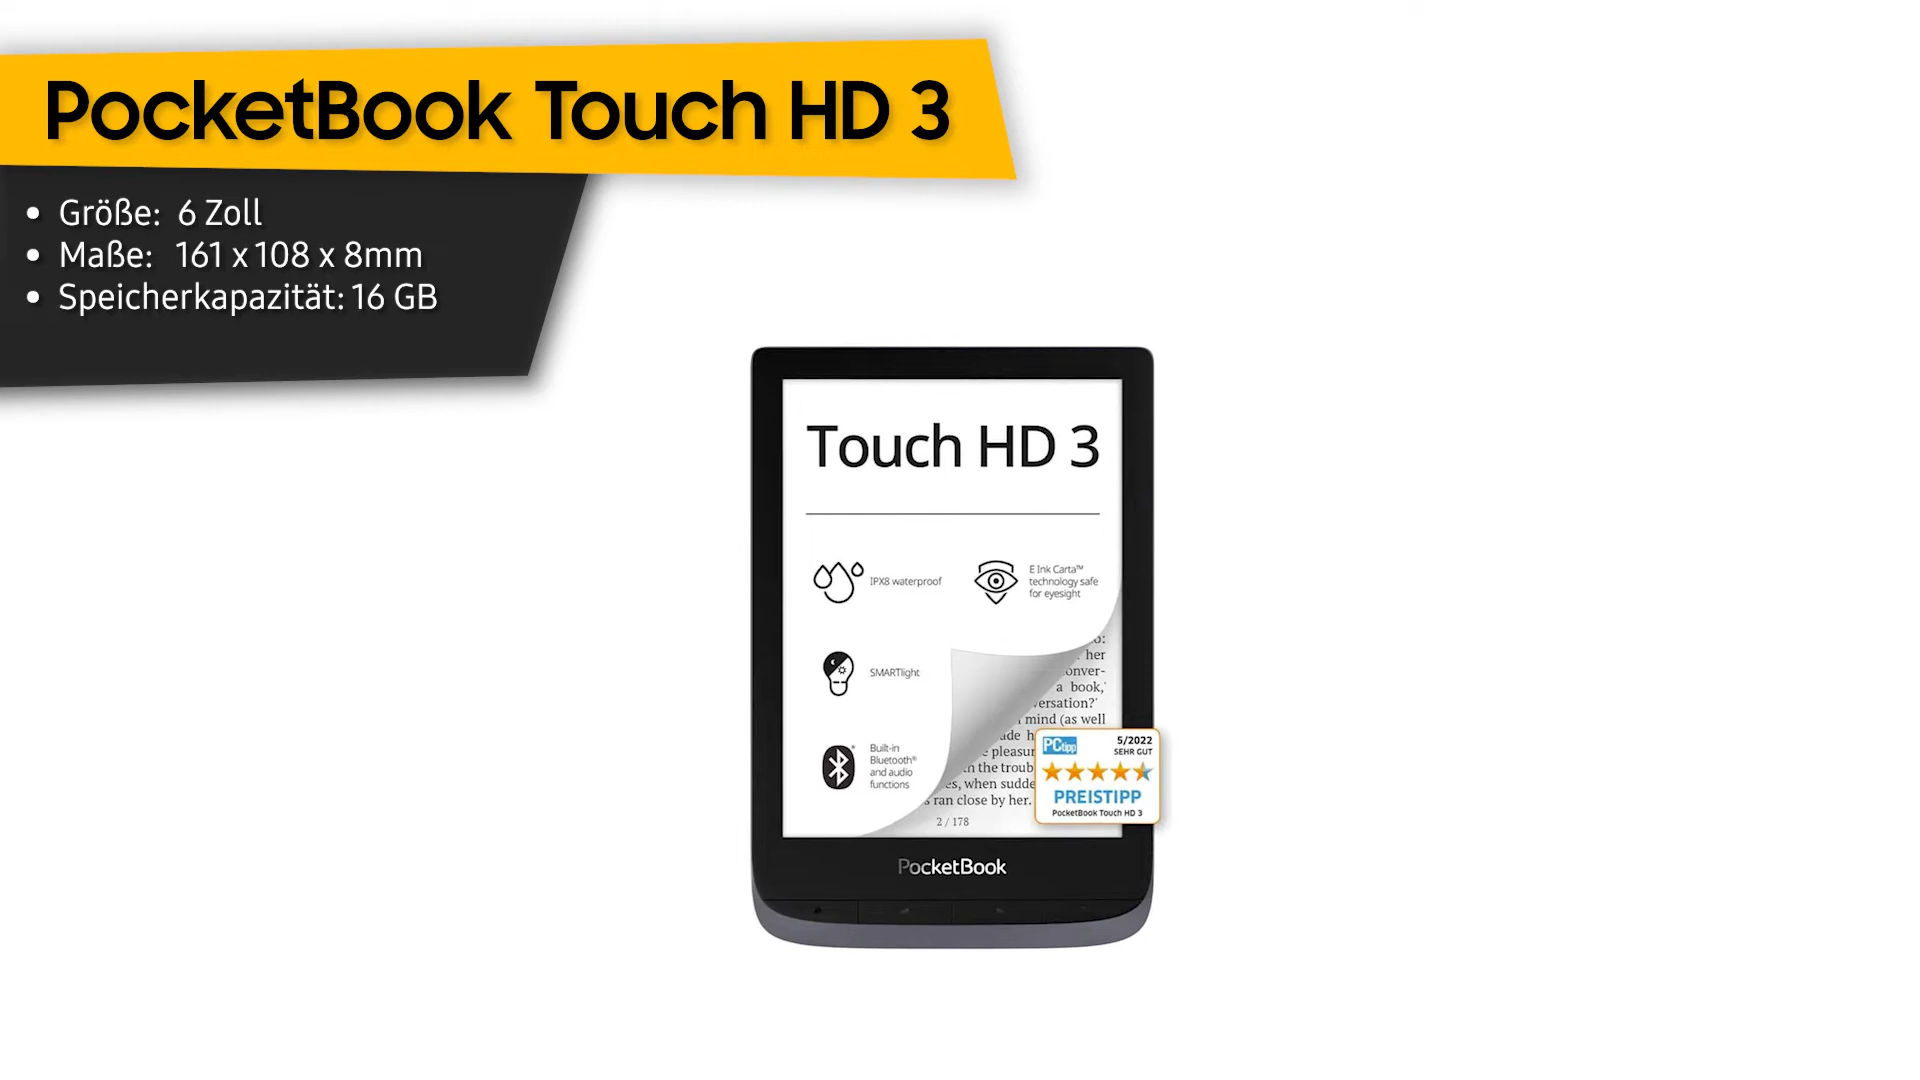 PocketBook Touch HD 3
• Größe: 6 Zoll
• Maße: 161 x 108 x 8mm
• Speicherkapazität: 16 GB
Touch HD 3
IPX8 waterproof
E Ink Carta™
technology safe
for eyesight
SMARTlight
Built-in
Bluetooth®
and audio
functions
her
onver-
a book,'
versation?'
mind (as well
pleasur
the troub
es, when sudde
ran close by her.
2 / 178
PCtipp
5/2022
SEHR GUT
PREISTIPP
PocketBook Touch HD 3
PocketBook